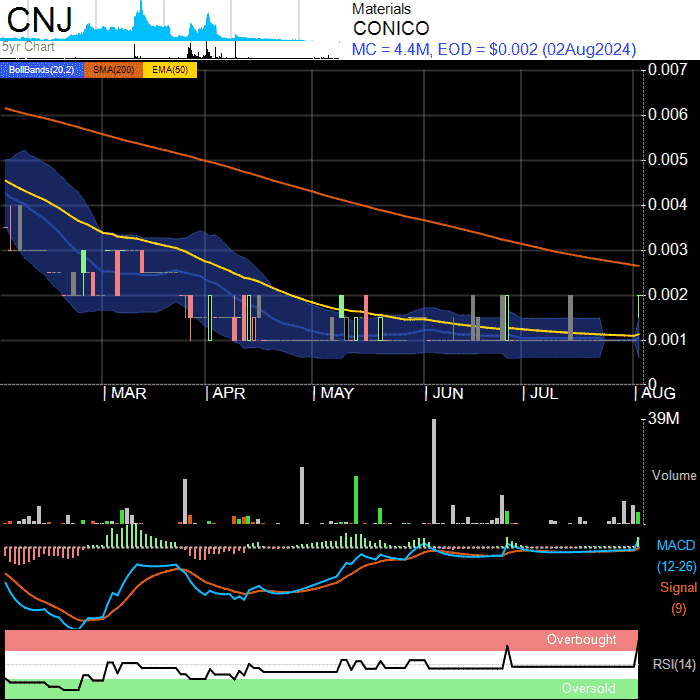 CNJ
5yr Chart
Materials
CONICO
MC = 4.4M, EOD = $0.002 (02Aug2024)
BollBands(20,2) SMA(200) EMA(50)
0.007
0.006
0.005
0.004
0.003
0.002
0.001
0
MAR APR MAY JUN JUL AUG
39M
Volume
MACD
(12-26)
Signal
(9)
Overbought
RSI(14)
Oversold